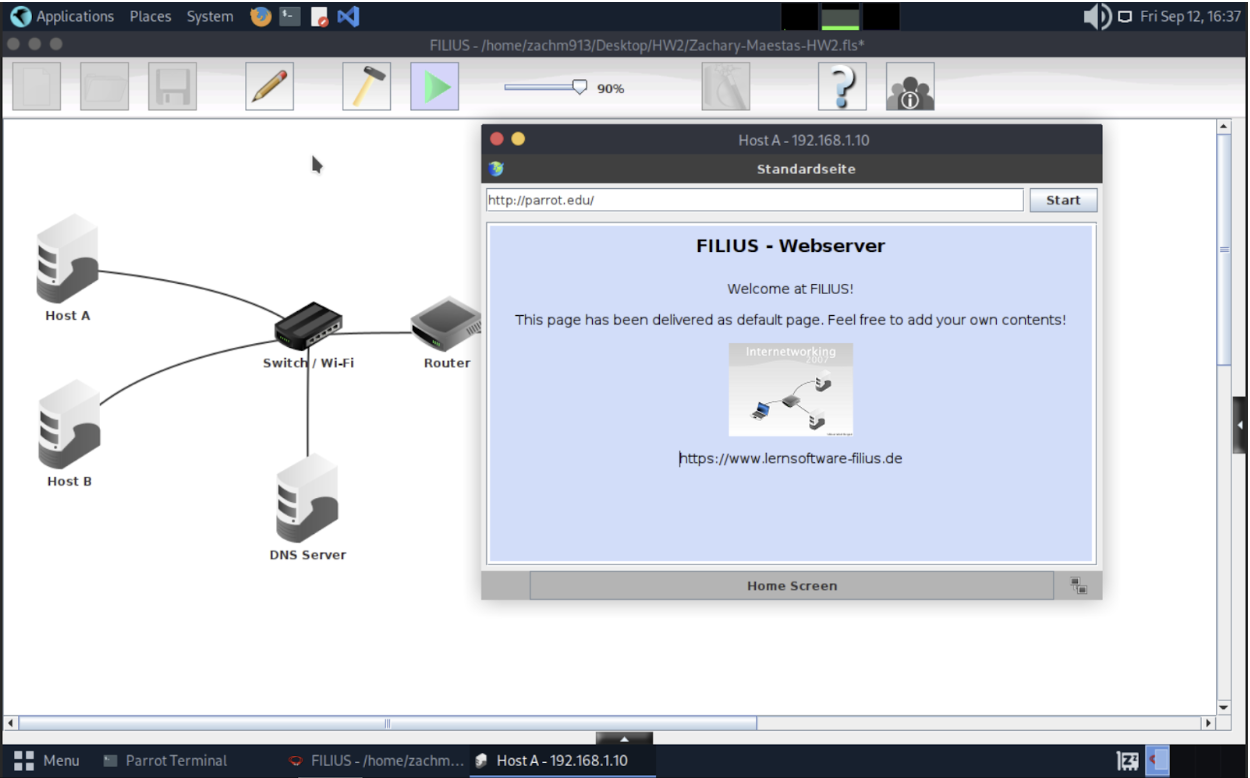 Applications Places System Fri Sep 12, 16:37
FILIUS - /home/zachm913/Desktop/HW2/Zachary-Maestas-HW2.fls*
90%
Host A - 192.168.1.10
Standardseite
http://parrot.edu/ Start
FILIUS - Webserver
Welcome at FILIUS!
This page has been delivered as default page. Feel free to add your own contents!
Internetworking
2007
https://www.lernsoftware-filius.de
Home Screen
Host A
Switch / Wi-Fi
Router
Host B
DNS Server
Menu Parrot Terminal FILIUS - /home/zachm... Host A - 192.168.1.10